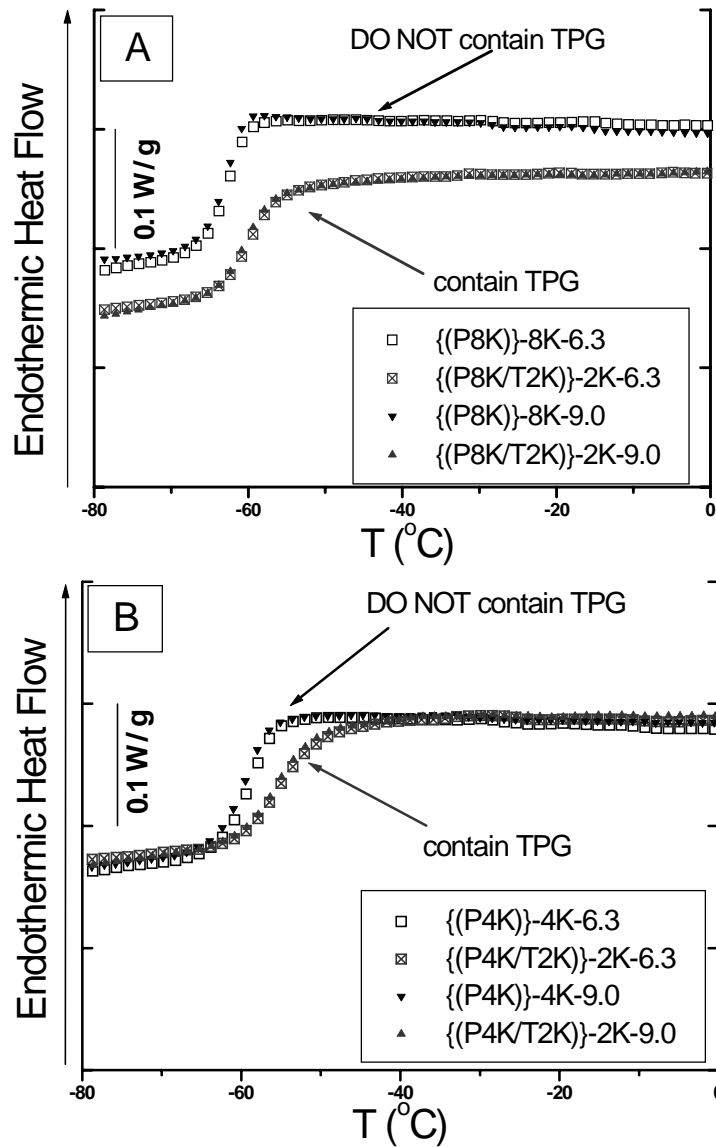 A
DO NOT contain TPG
Endothermic Heat Flow
0.1 W/g
contain TPG
{(P8K)}-8K-6.3
{(P8K/T2K)}-2K-6.3
{(P8K)}-8K-9.0
{(P8K/T2K)}-2K-9.0
-80 -60 -40 -20 0
T (°C)
B
DO NOT contain TPG
Endothermic Heat Flow
0.1 W/g
contain TPG
{(P4K)}-4K-6.3
{(P4K/T2K)}-2K-6.3
{(P4K)}-4K-9.0
{(P4K/T2K)}-2K-9.0
-80 -60 -40 -20 0
T (°C)